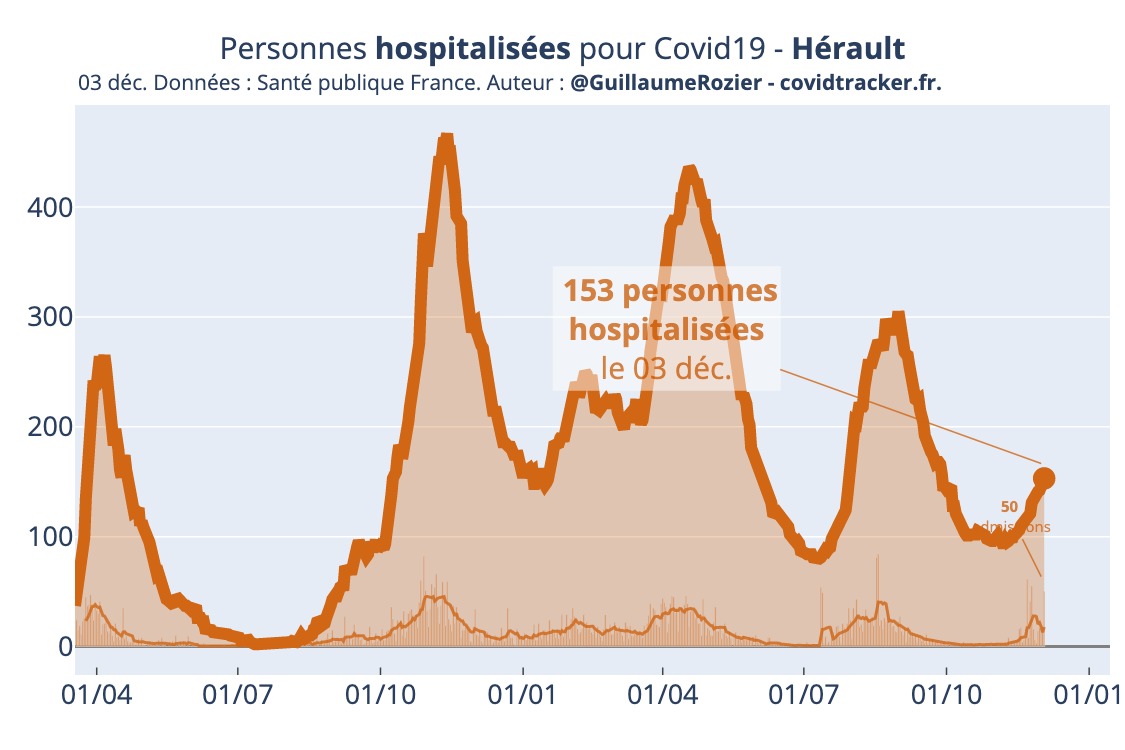 Personnes hospitalisées pour Covid19 - Hérault
03 déc. Données : Santé publique France. Auteur : @GuillaumeRozier - covidtracker.fr.
400
300
200
100
0
153 personnes
hospitalisées
le 03 déc.
50
01/04 01/07 01/10 01/01 01/04 01/07 01/10 01/01